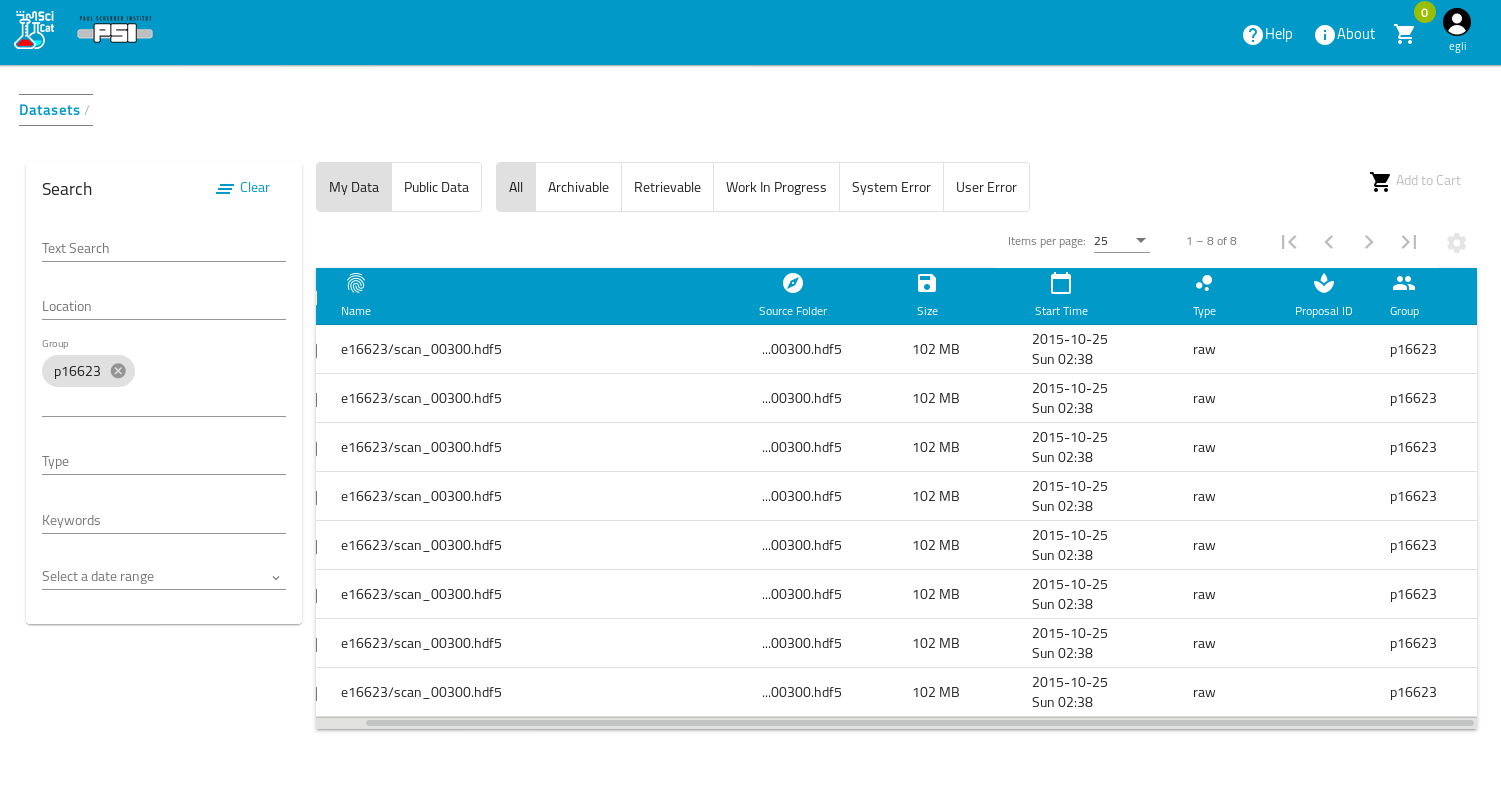 Sci
Cat
PAUL SCHERRER INSTITUT
PSI
Help
About
0
egli
Datasets /
Search
Clear
Text Search
Location
Group
p16623
Type
Keywords
Select a date range
My Data
Public Data
All
Archivable
Retrievable
Work In Progress
System Error
User Error
Add to Cart
Items per page: 25
1 – 8 of 8
Name Source Folder Size Start Time Type Proposal ID Group
e16623/scan_00300.hdf5 ...00300.hdf5 102 MB 2015-10-25 raw p16623
Sun 02:38
e16623/scan_00300.hdf5 ...00300.hdf5 102 MB 2015-10-25 raw p16623
Sun 02:38
e16623/scan_00300.hdf5 ...00300.hdf5 102 MB 2015-10-25 raw p16623
Sun 02:38
e16623/scan_00300.hdf5 ...00300.hdf5 102 MB 2015-10-25 raw p16623
Sun 02:38
e16623/scan_00300.hdf5 ...00300.hdf5 102 MB 2015-10-25 raw p16623
Sun 02:38
e16623/scan_00300.hdf5 ...00300.hdf5 102 MB 2015-10-25 raw p16623
Sun 02:38
e16623/scan_00300.hdf5 ...00300.hdf5 102 MB 2015-10-25 raw p16623
Sun 02:38
e16623/scan_00300.hdf5 ...00300.hdf5 102 MB 2015-10-25 raw p16623
Sun 02:38